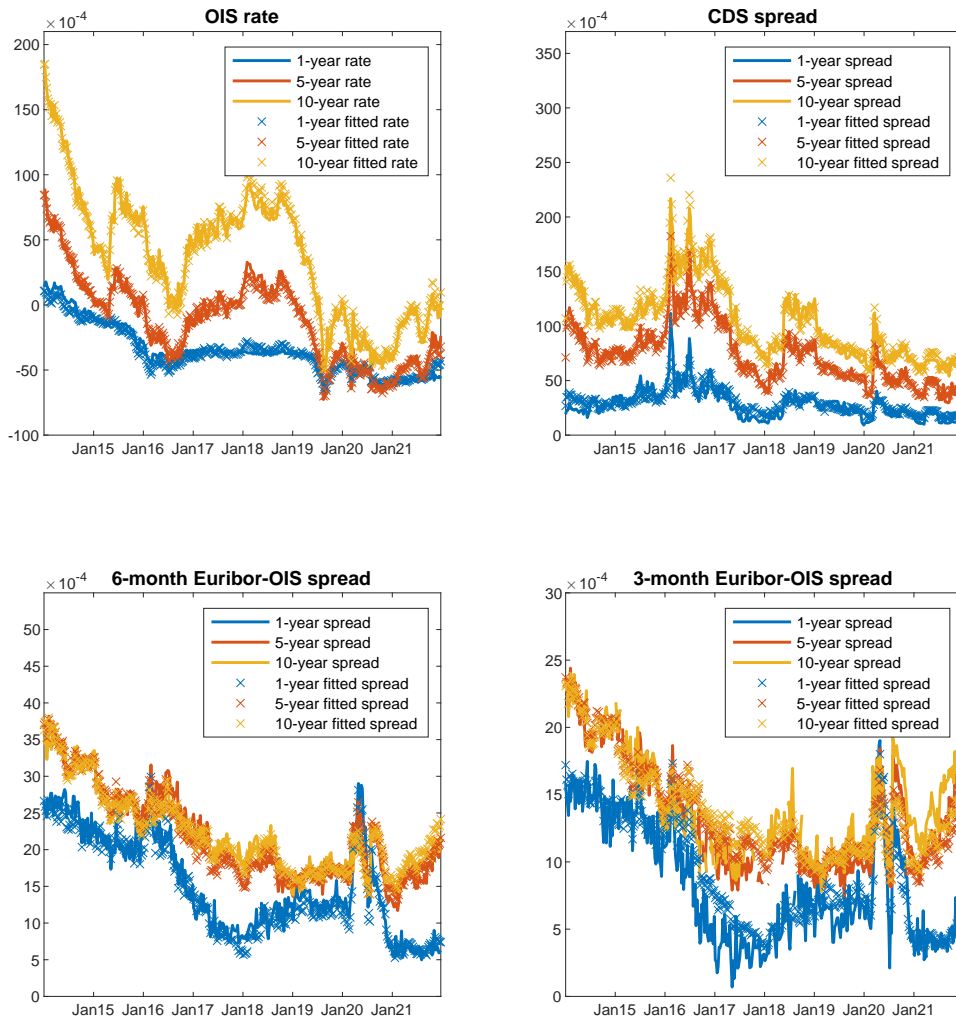 OIS rate
×10⁻⁴
200
150
100
50
0
-50
-100
Jan15 Jan16 Jan17 Jan18 Jan19 Jan20 Jan21
1-year rate
5-year rate
10-year rate
1-year fitted rate
5-year fitted rate
10-year fitted rate
CDS spread
×10⁻⁴
350
300
250
200
150
100
50
0
Jan15 Jan16 Jan17 Jan18 Jan19 Jan20 Jan21
1-year spread
5-year spread
10-year spread
1-year fitted spread
5-year fitted spread
10-year fitted spread
6-month Euribor-OIS spread
×10⁻⁴
50
45
40
35
30
25
20
15
10
5
0
Jan15 Jan16 Jan17 Jan18 Jan19 Jan20 Jan21
1-year spread
5-year spread
10-year spread
1-year fitted spread
5-year fitted spread
10-year fitted spread
3-month Euribor-OIS spread
×10⁻⁴
30
25
20
15
10
5
0
Jan15 Jan16 Jan17 Jan18 Jan19 Jan20 Jan21
1-year spread
5-year spread
10-year spread
1-year fitted spread
5-year fitted spread
10-year fitted spread